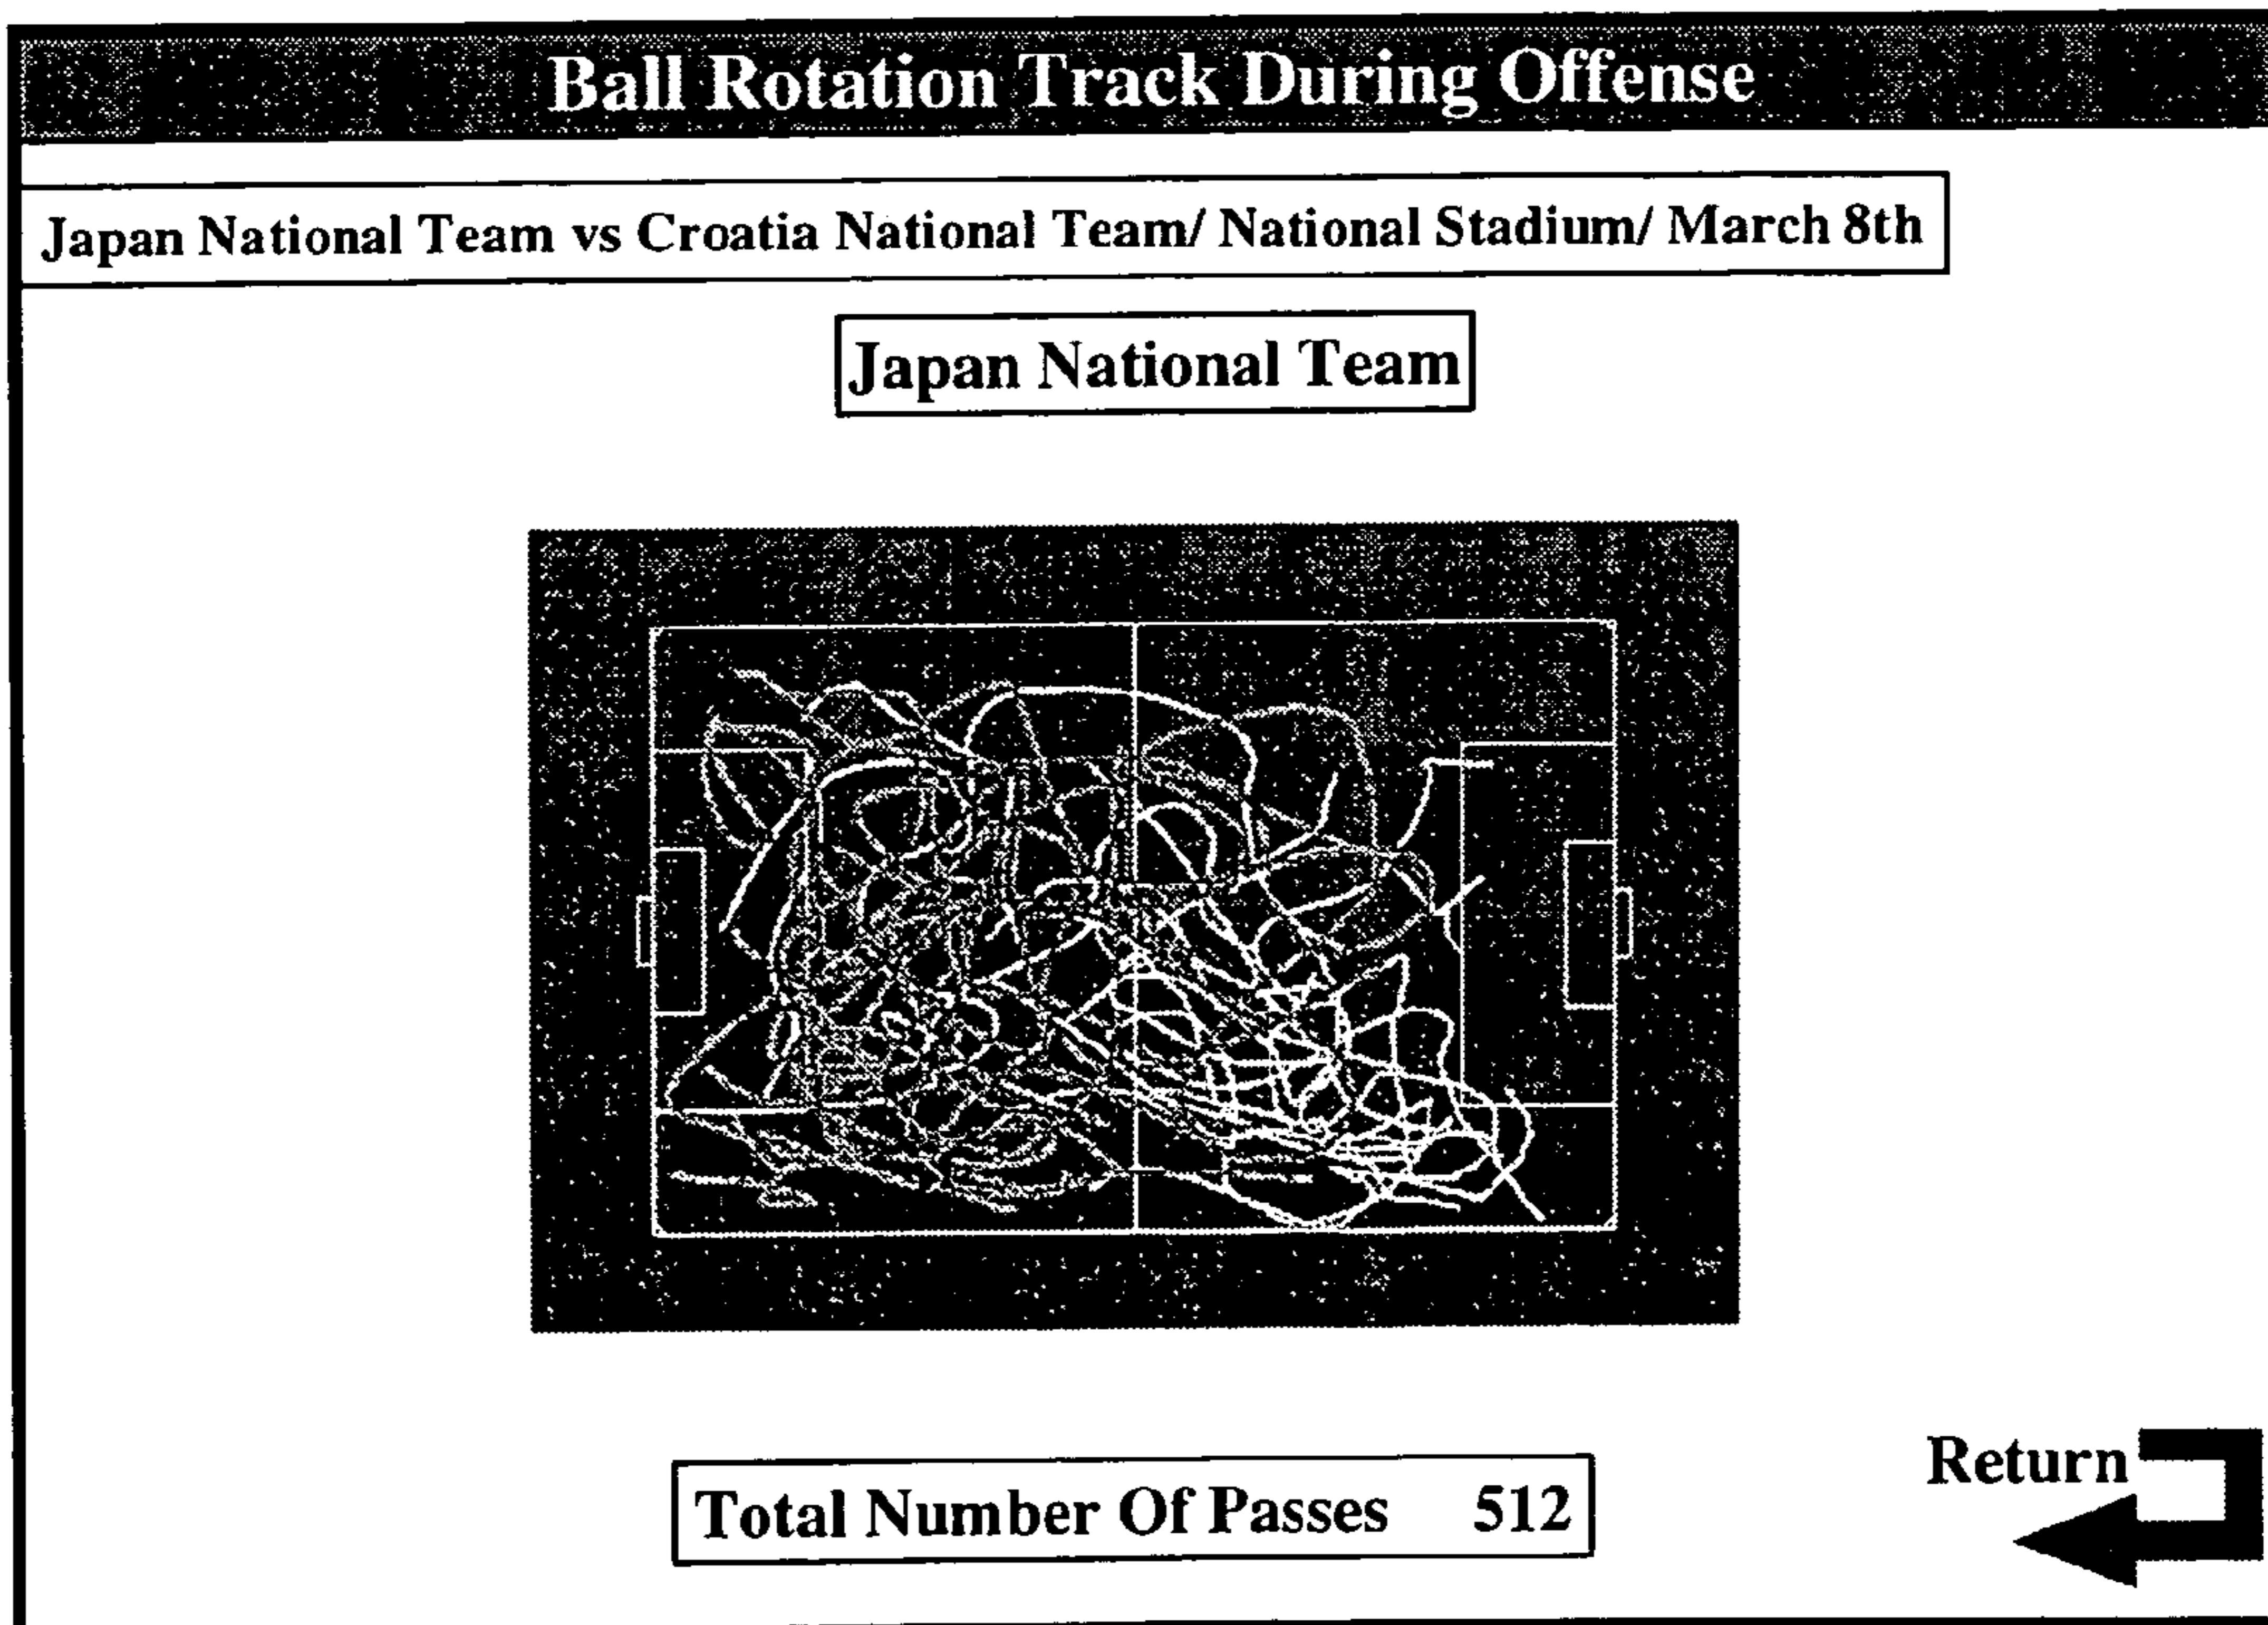 Ball Rotation Track During Offense
Japan National Team vs Croatia National Team/ National Stadium/ March 8th
Japan National Team
Total Number Of Passes 512
Return